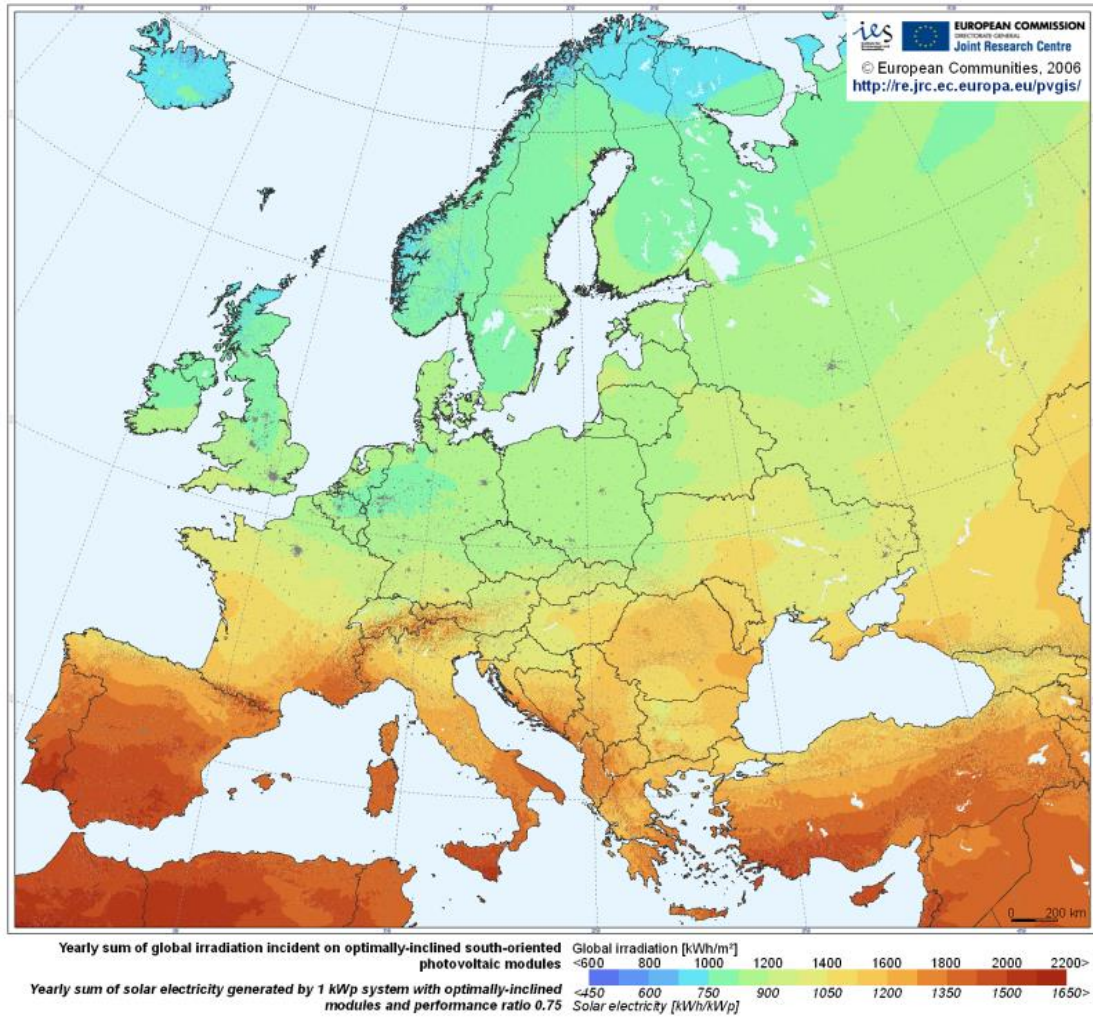 ies
EUROPEAN COMMISSION
DIRECTORATE GENERAL
Joint Research Centre
© European Communities, 2006
http://re.jrc.ec.europa.eu/pvgis/
0 200 km
Yearly sum of global irradiation incident on optimally-inclined south-oriented
photovoltaic modules
Global irradiation [kWh/m²]
<600 800 1000 1200 1400 1600 1800 2000 2200>
Yearly sum of solar electricity generated by 1 kWp system with optimally-inclined
modules and performance ratio 0.75
<450 600 750 900 1050 1200 1350 1500 1650>
Solar electricity [kWh/kWp]